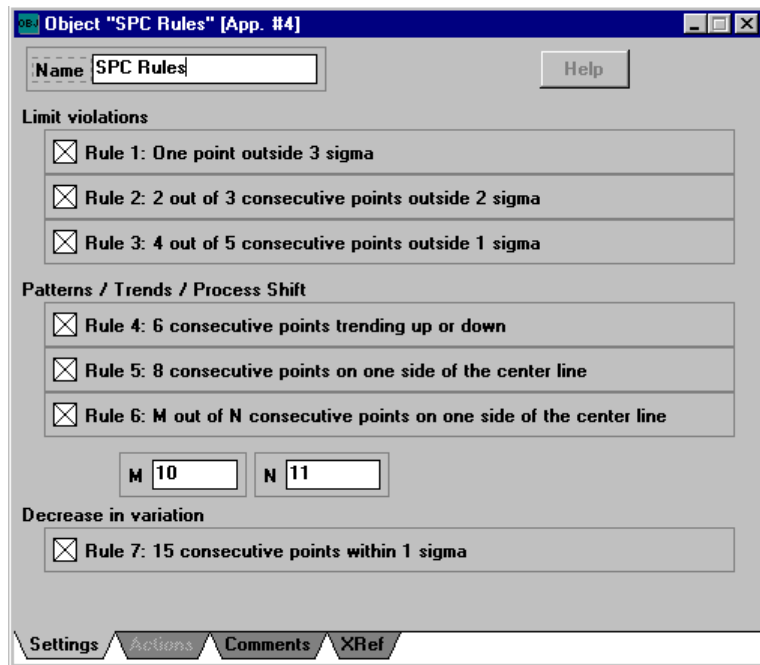 OBJ Object "SPC Rules" [App. #4]
Name SPC Rules
Help
Limit violations
Rule 1: One point outside 3 sigma
Rule 2: 2 out of 3 consecutive points outside 2 sigma
Rule 3: 4 out of 5 consecutive points outside 1 sigma
Patterns / Trends / Process Shift
Rule 4: 6 consecutive points trending up or down
Rule 5: 8 consecutive points on one side of the center line
Rule 6: M out of N consecutive points on one side of the center line
M 10 N 11
Decrease in variation
Rule 7: 15 consecutive points within 1 sigma
Settings Actions Comments XRef